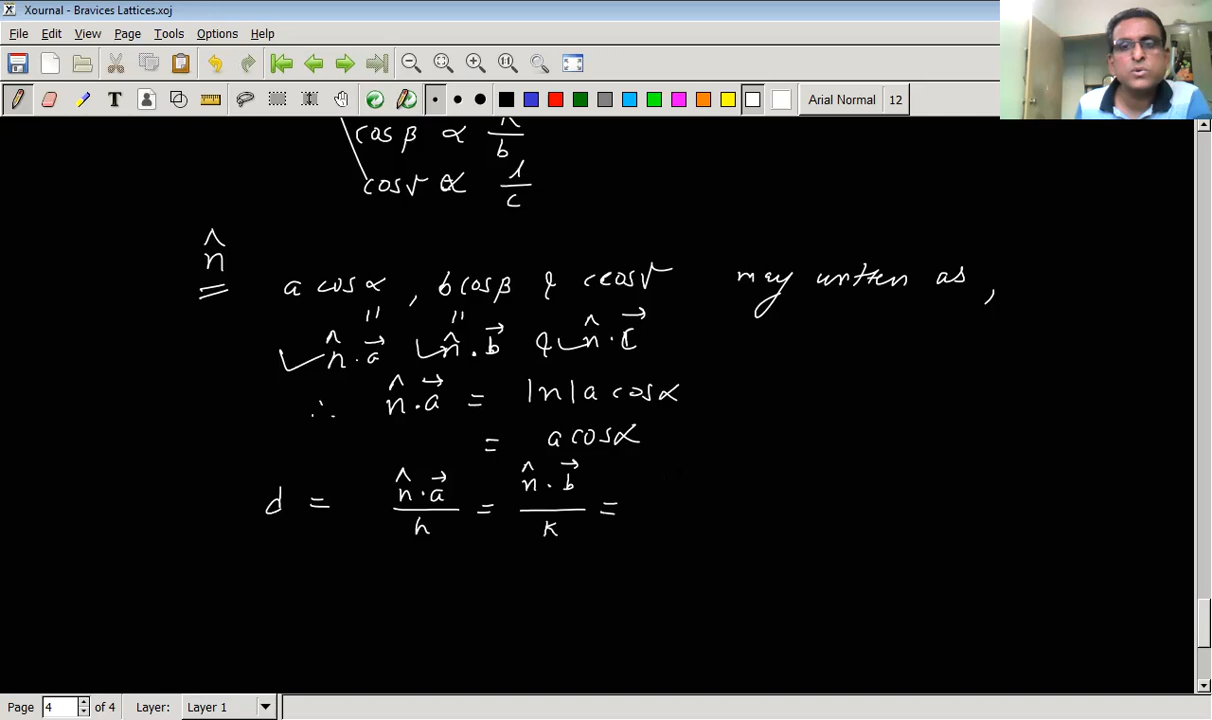 Xournal - Bravices Lattices.xoj
File Edit View Page Tools Options Help
Arial Normal 12
cos β ∝ k/b
cos γ ∝ l/c
n̂
a cos α , b cos β & c cos γ may written as ,
n̂ . a⃗ n̂ . b⃗ & n̂ . c⃗
∴ n̂ . a⃗ = |n| a cos α
= a cos α
d = n̂ . a⃗ / h = n̂ . b⃗ / k =
Page 4 of 4 Layer: Layer 1